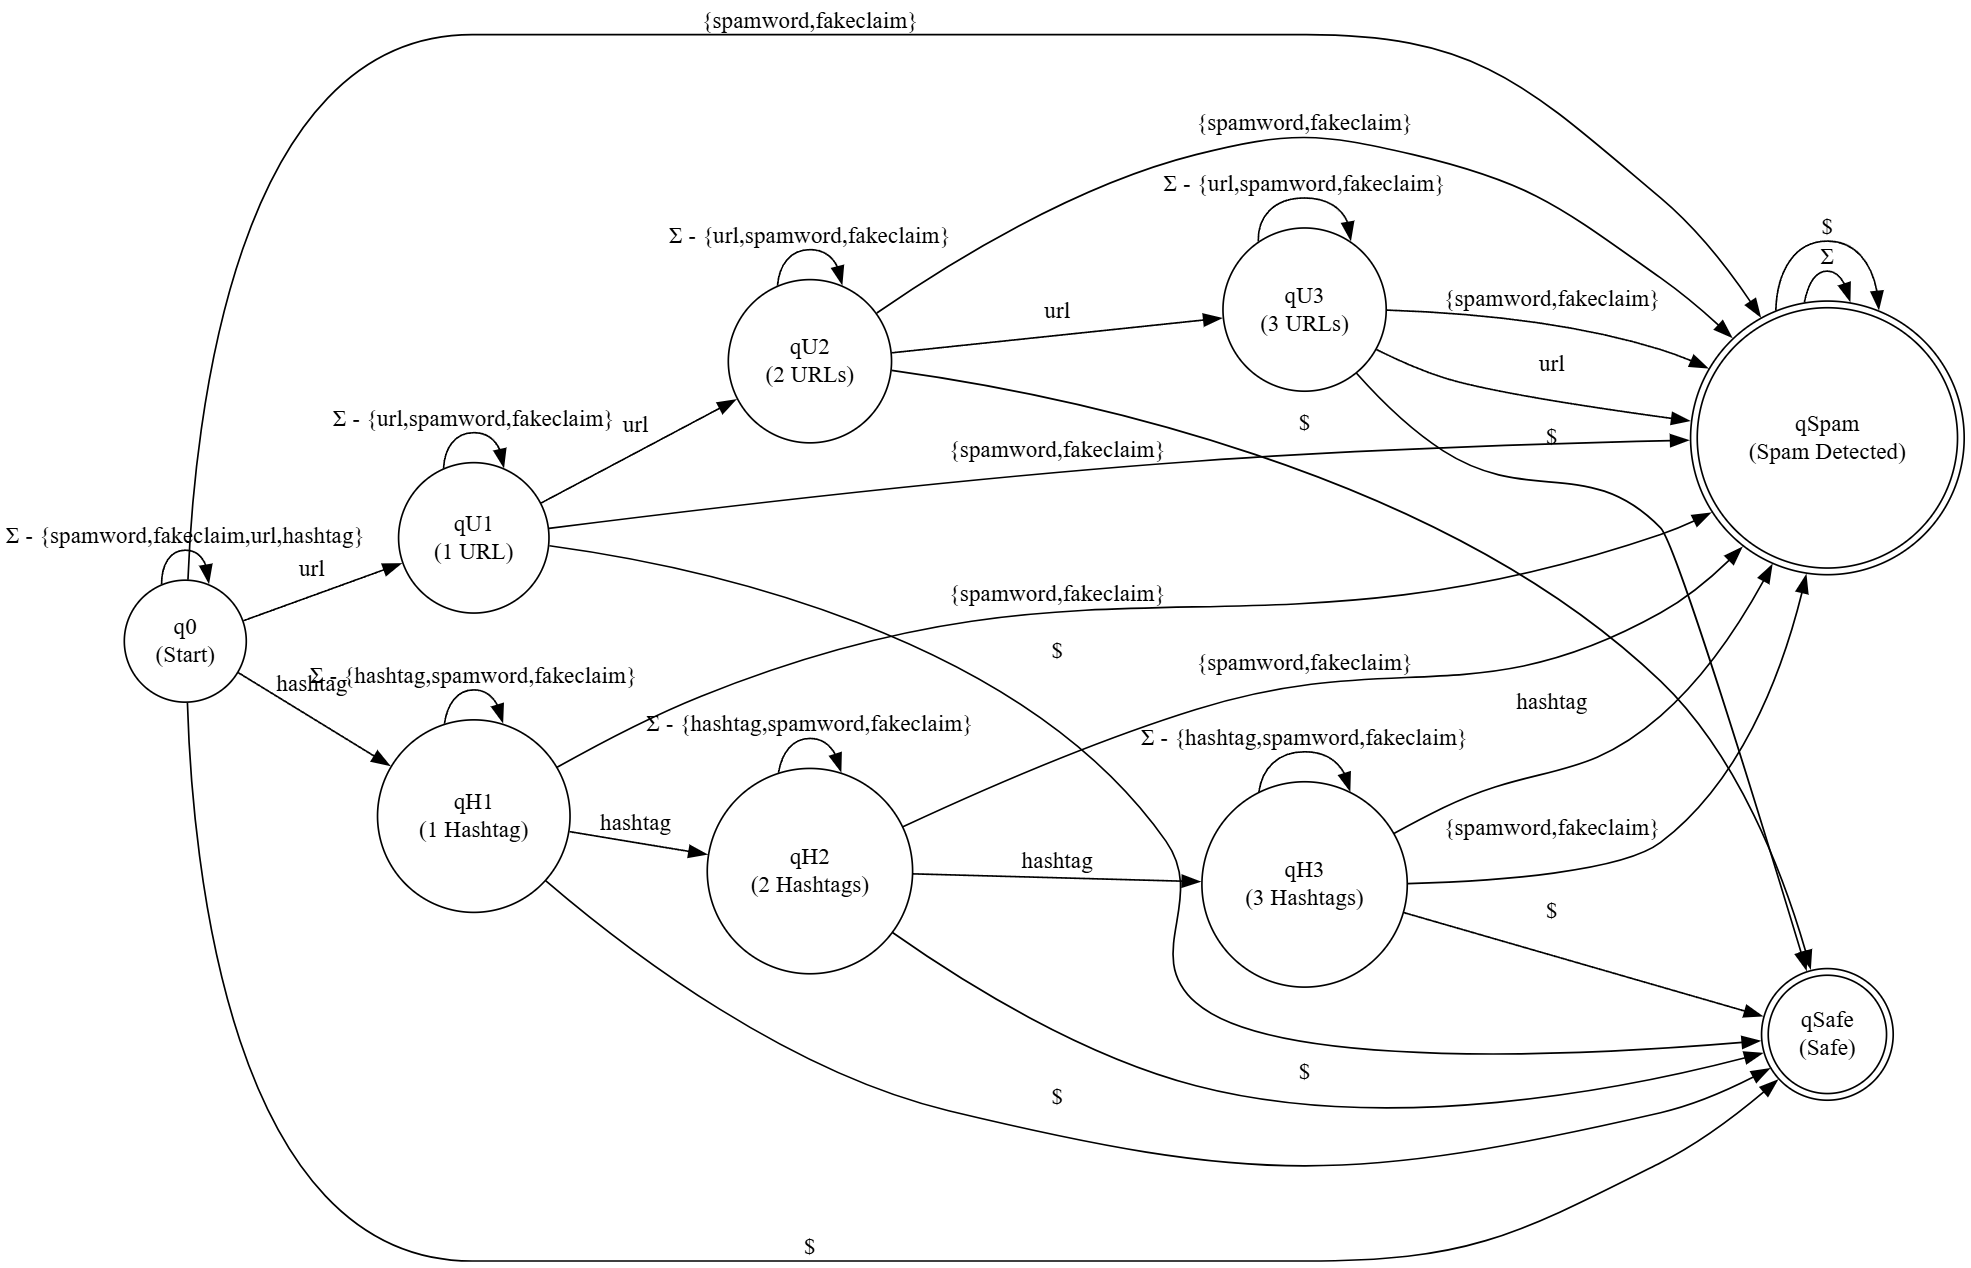 {spamword,fakeclaim}
{spamword,fakeclaim}
Σ - {url,spamword,fakeclaim}
$
Σ
Σ - {url,spamword,fakeclaim}
qU3
(3 URLs)
{spamword,fakeclaim}
url
qU2
(2 URLs)
url
Σ - {url,spamword,fakeclaim}
url
$
$
qSpam
(Spam Detected)
{spamword,fakeclaim}
qU1
(1 URL)
Σ - {spamword,fakeclaim,url,hashtag}
url
q0
(Start)
{spamword,fakeclaim}
$
{spamword,fakeclaim}
hashtag
Σ - {hashtag,spamword,fakeclaim}
hashtag
Σ - {hashtag,spamword,fakeclaim}
Σ - {hashtag,spamword,fakeclaim}
qH1
(1 Hashtag)
hashtag
{spamword,fakeclaim}
qH2
(2 Hashtags)
hashtag
qH3
(3 Hashtags)
$
qSafe
(Safe)
$
$
$